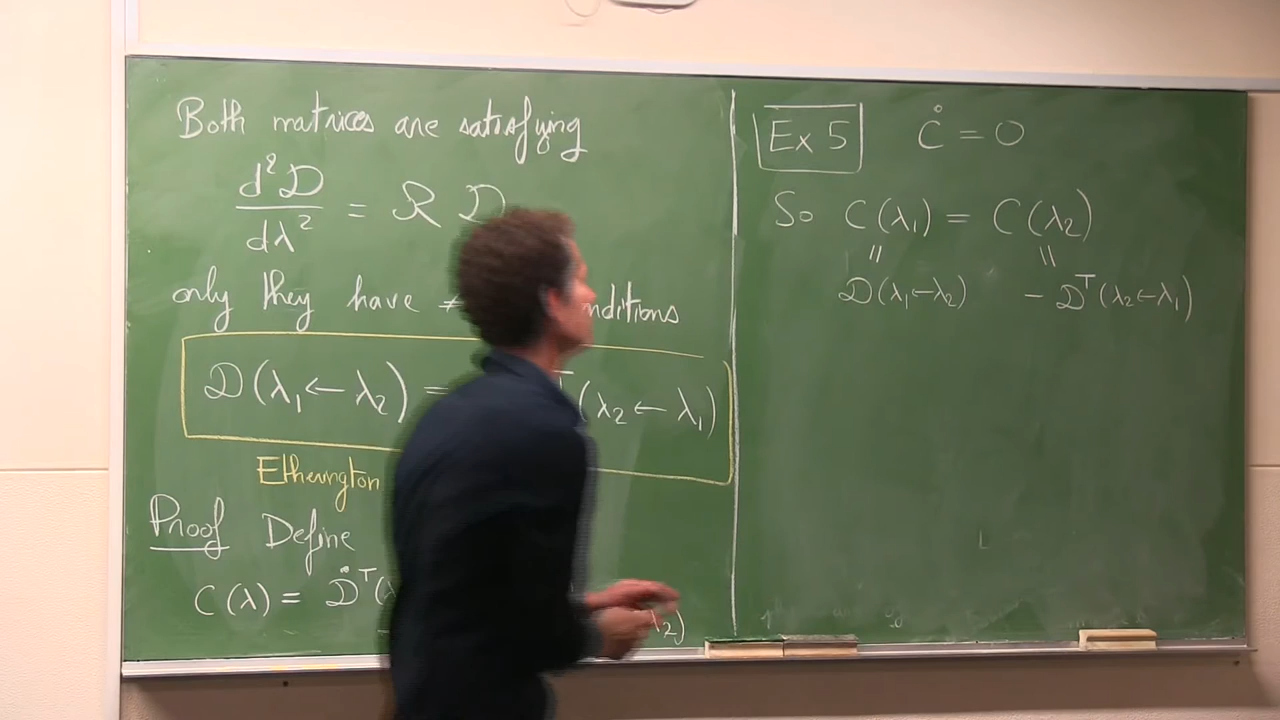 Both matrices are satisfying
d²𝒟/dλ² = ℛ 𝒟
only they have ≠ nditions
𝒟(λ₁←λ₂) = ᵀ(λ₂←λ₁)
Etherington
Proof Define
C(λ) = 𝒟̇ᵀ(λ
λ₂)
Ex 5 Ċ = 0
So C(λ₁) = C(λ₂)
= =
𝒟(λ₁←λ₂) - 𝒟ᵀ(λ₂←λ₁)